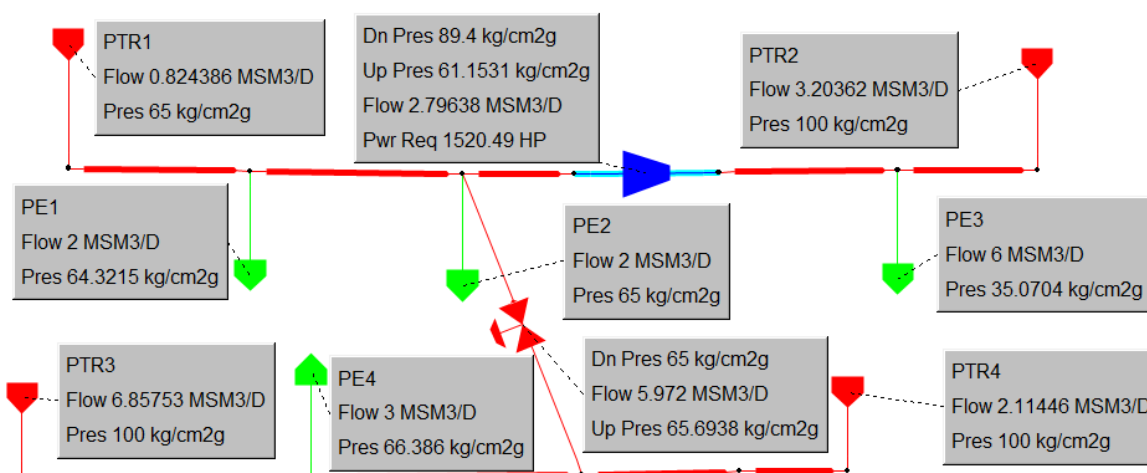 PTR1
Flow 0.824386 MSM3/D
Pres 65 kg/cm2g
Dn Pres 89.4 kg/cm2g
Up Pres 61.1531 kg/cm2g
Flow 2.79638 MSM3/D
Pwr Req 1520.49 HP
PTR2
Flow 3.20362 MSM3/D
Pres 100 kg/cm2g
PE1
Flow 2 MSM3/D
Pres 64.3215 kg/cm2g
PE2
Flow 2 MSM3/D
Pres 65 kg/cm2g
PE3
Flow 6 MSM3/D
Pres 35.0704 kg/cm2g
PTR3
Flow 6.85753 MSM3/D
Pres 100 kg/cm2g
PE4
Flow 3 MSM3/D
Pres 66.386 kg/cm2g
Dn Pres 65 kg/cm2g
Flow 5.972 MSM3/D
Up Pres 65.6938 kg/cm2g
PTR4
Flow 2.11446 MSM3/D
Pres 100 kg/cm2g